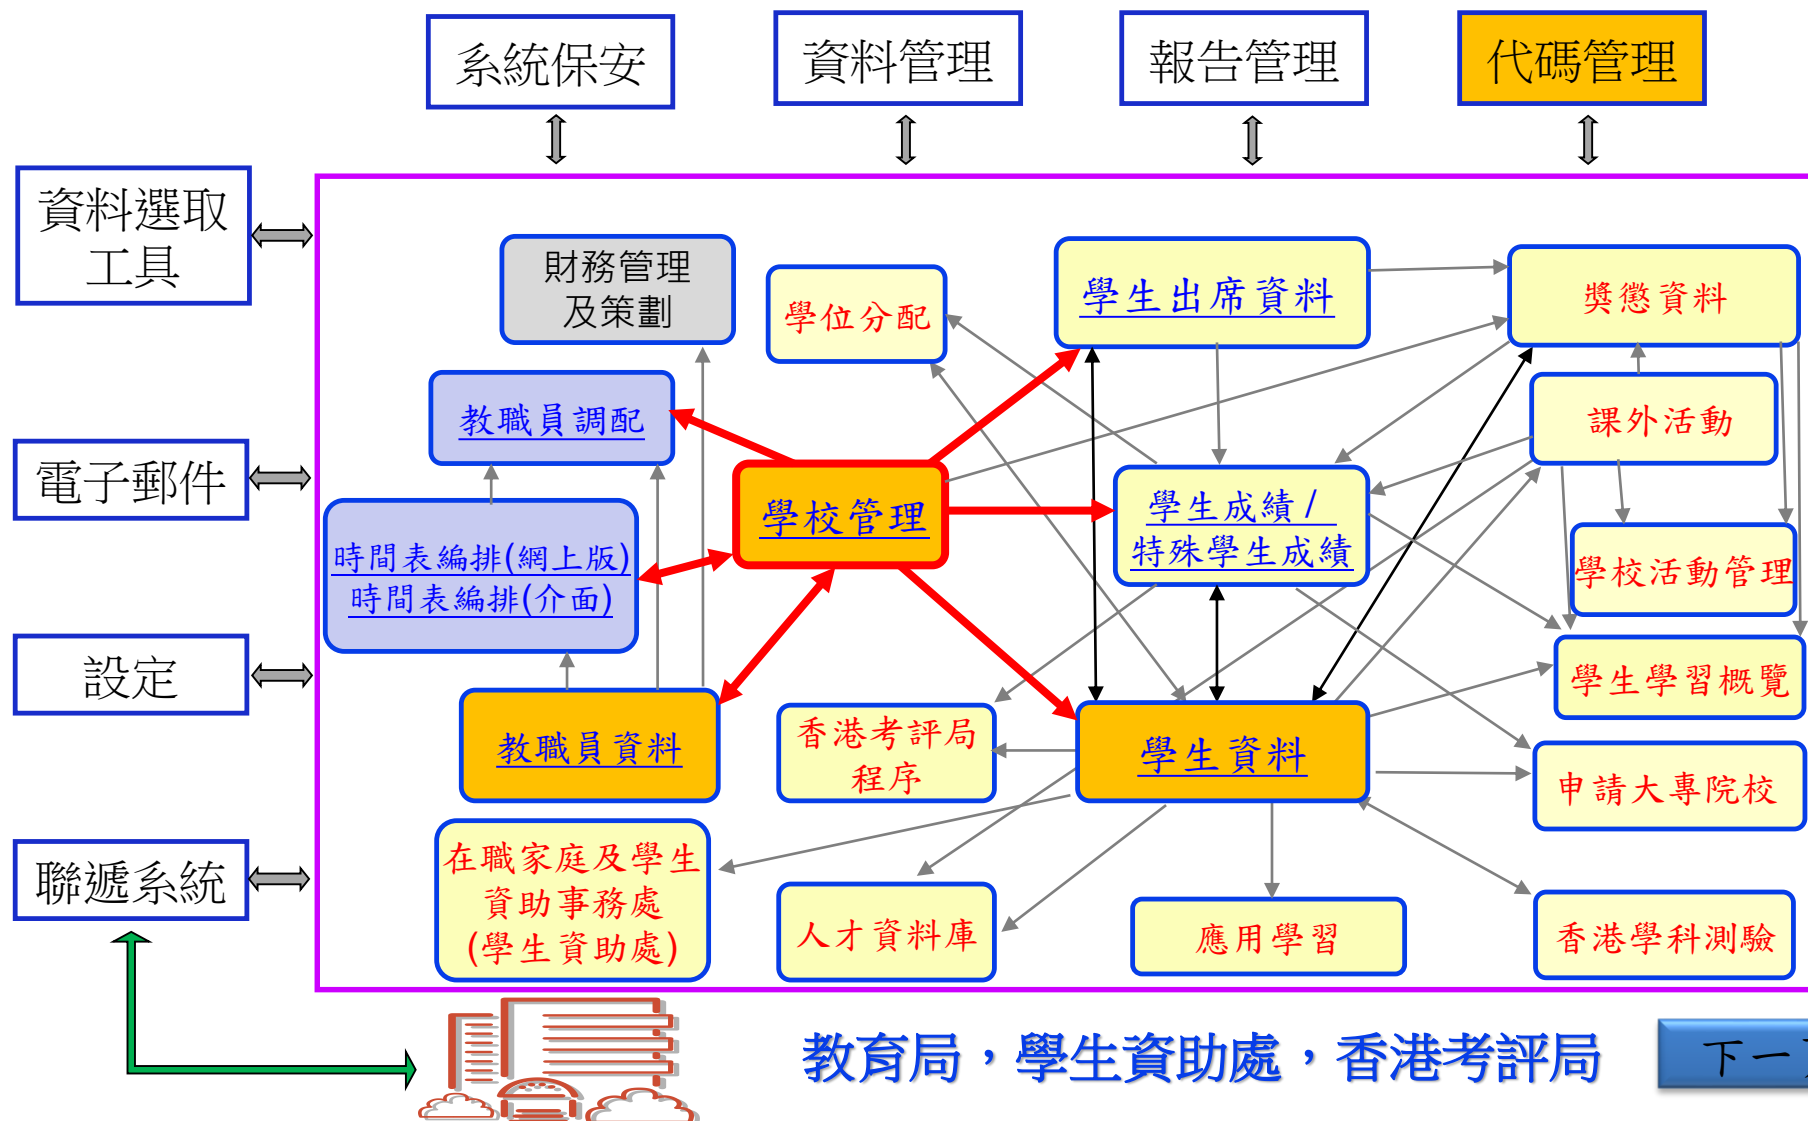 系統保安
資料管理
報告管理
代碼管理
資料選取
工具
電子郵件
設定
聯遞系統
財務管理
及策劃
學位分配
學生出席資料
獎懲資料
教職員調配
課外活動
學校管理
學生成績 /
特殊學生成績
時間表編排(網上版)
時間表編排(介面)
學校活動管理
學生學習概覽
教職員資料
香港考評局
程序
學生資料
申請大專院校
在職家庭及學生
資助事務處
(學生資助處)
人才資料庫
應用學習
香港學科測驗
教育局，學生資助處，香港考評局
下一